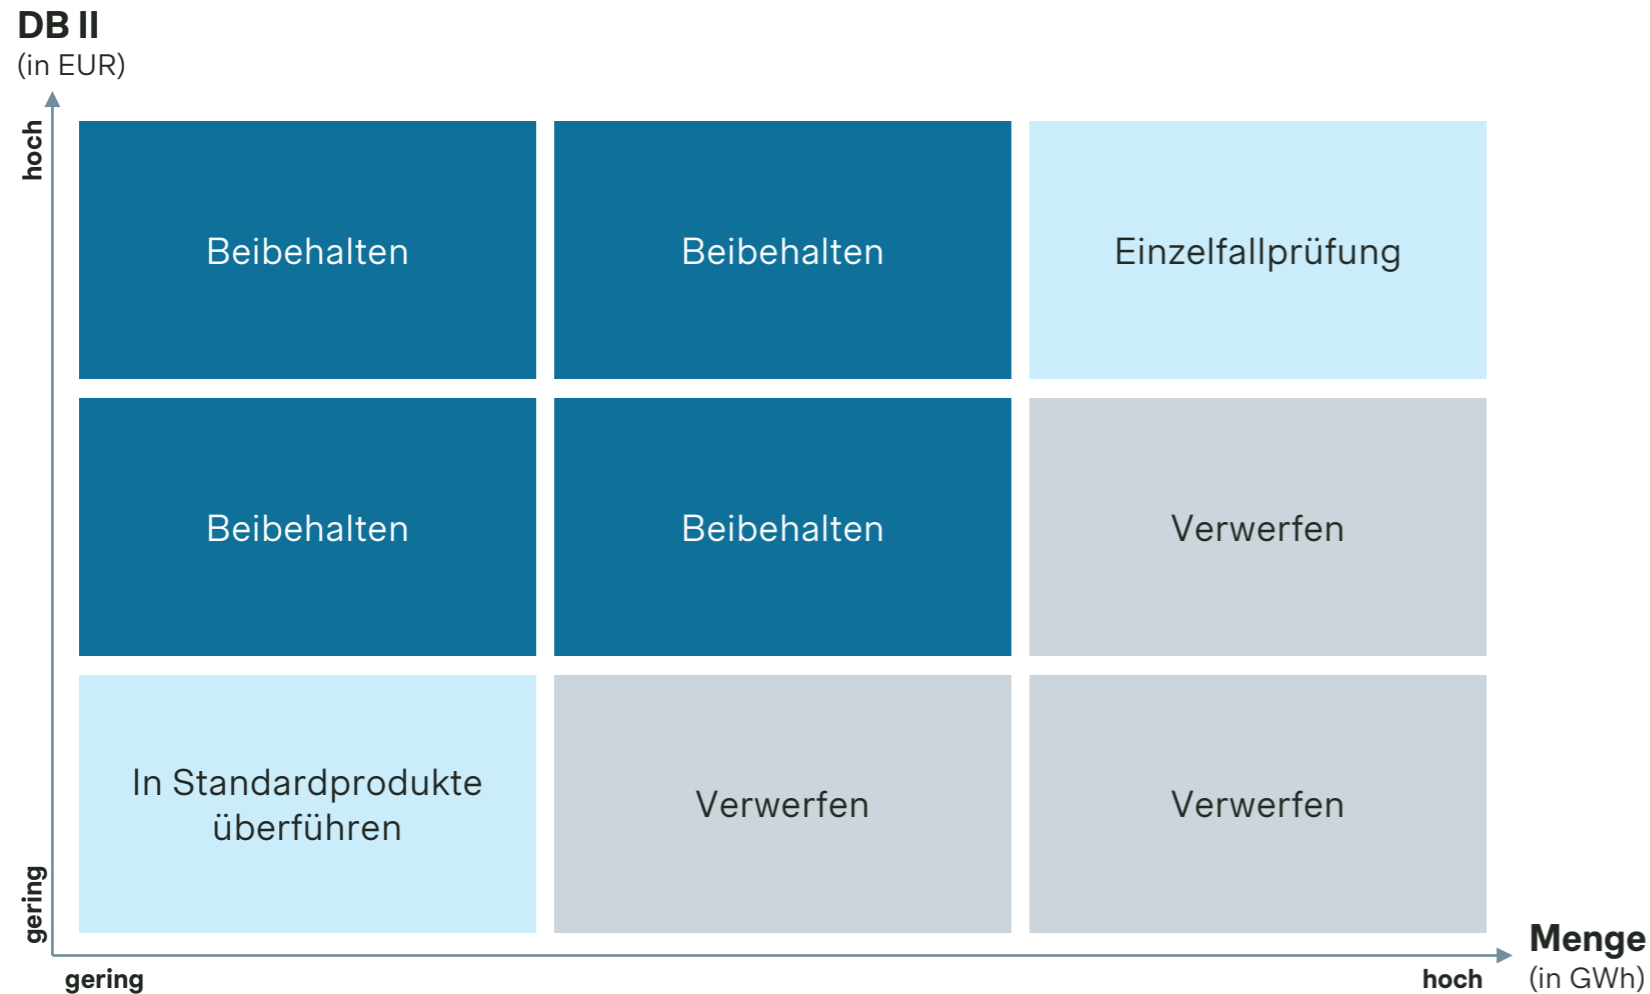 DB II
(in EUR)
hoch
Beibehalten
Beibehalten
Einzelfallprüfung
Beibehalten
Beibehalten
Verwerfen
In Standardprodukte
überführen
Verwerfen
Verwerfen
gering
gering
hoch
Menge
(in GWh)